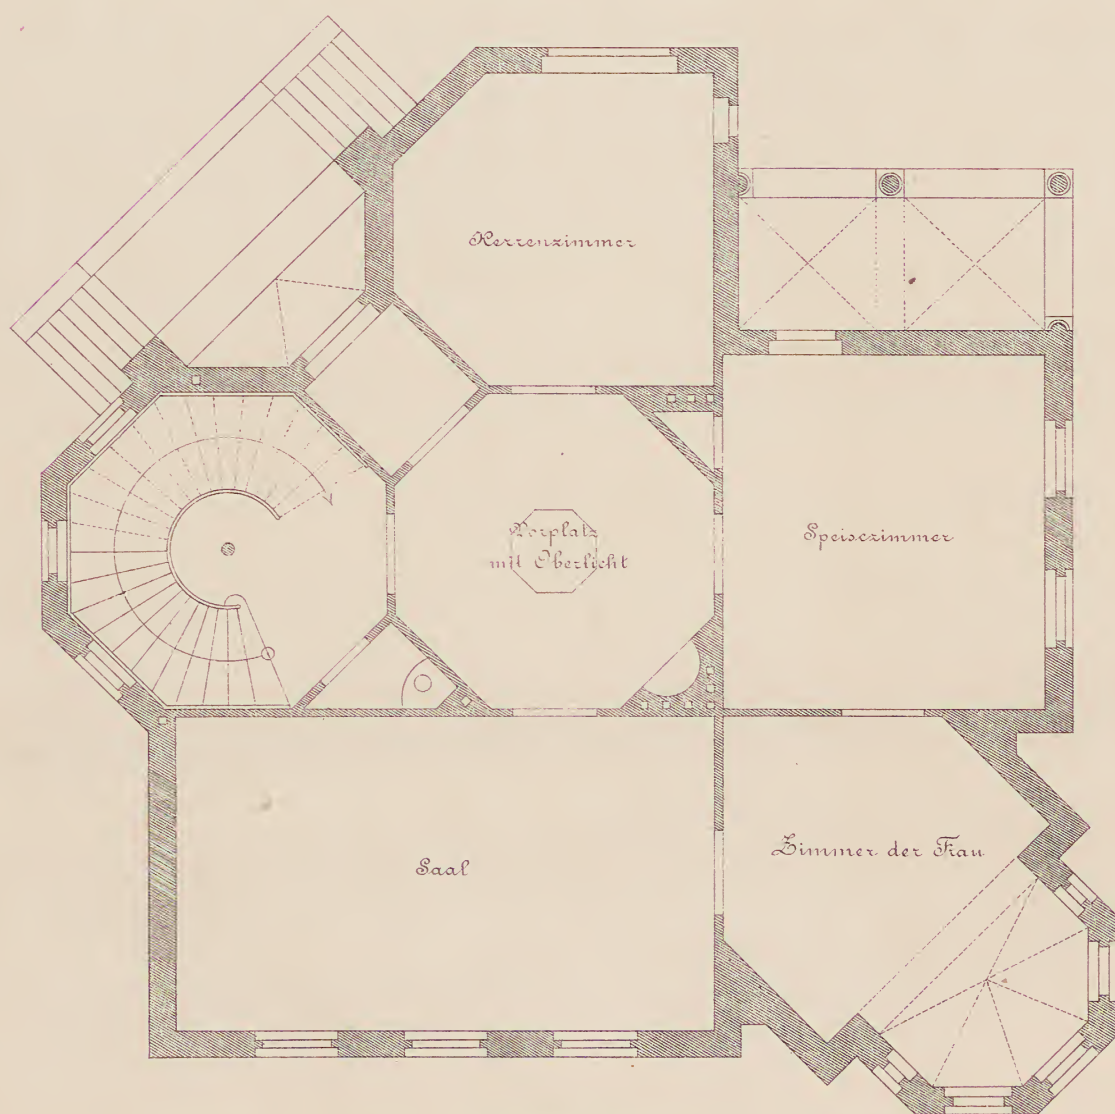 Herrenzimmer
Vorplatz
mit Oberlicht
Speisezimmer
Zimmer der Frau
Saal